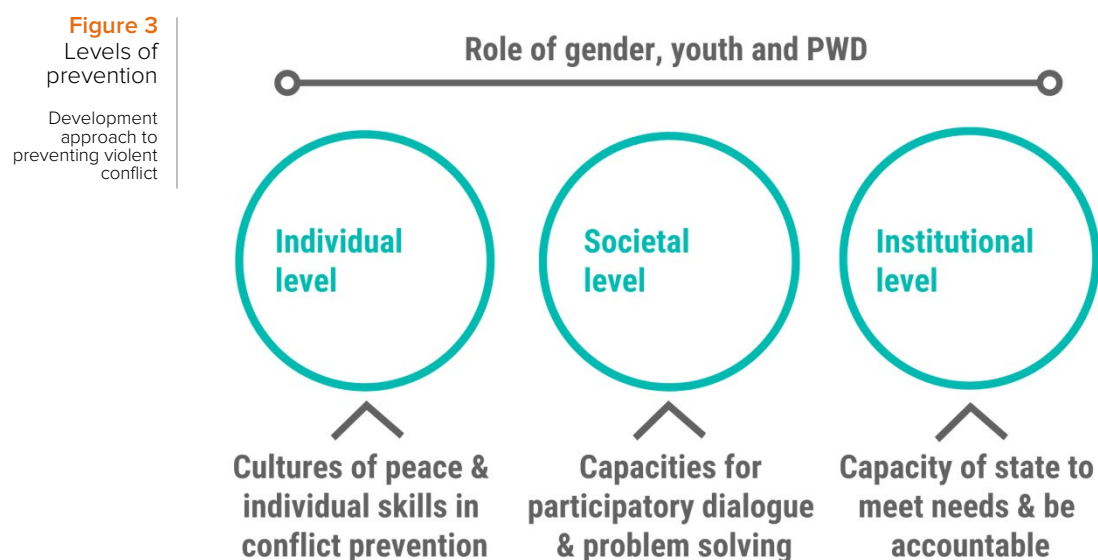 Figure 3
Levels of
prevention
Development
approach to
preventing violent
conflict
Role of gender, youth and PWD
Individual
level
Societal
level
Institutional
level
Cultures of peace &
individual skills in
conflict prevention
Capacities for
participatory dialogue
& problem solving
Capacity of state to
meet needs & be
accountable